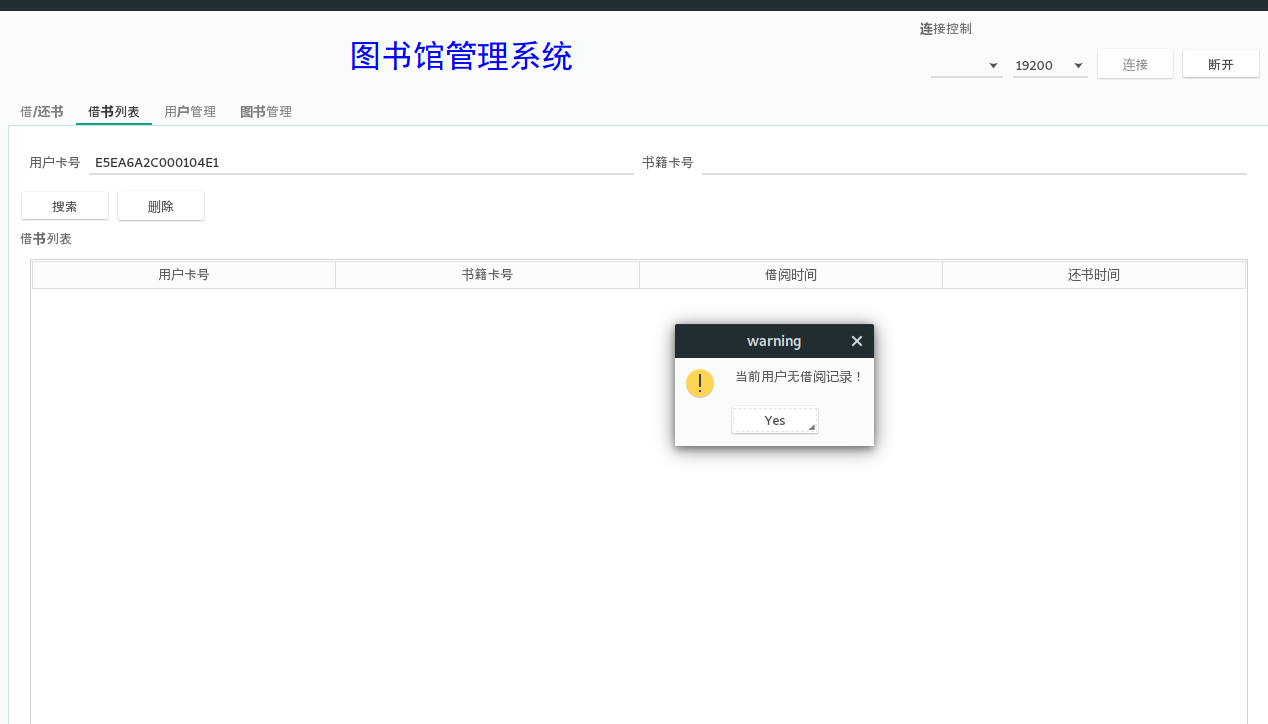 连接控制
图书馆管理系统
19200
连接
断开
借/还书
借书列表
用户管理
图书管理
用户卡号
E5EA6A2C000104E1
书籍卡号
搜索
删除
借书列表
用户卡号
书籍卡号
借阅时间
还书时间
warning
当前用户无借阅记录！
Yes